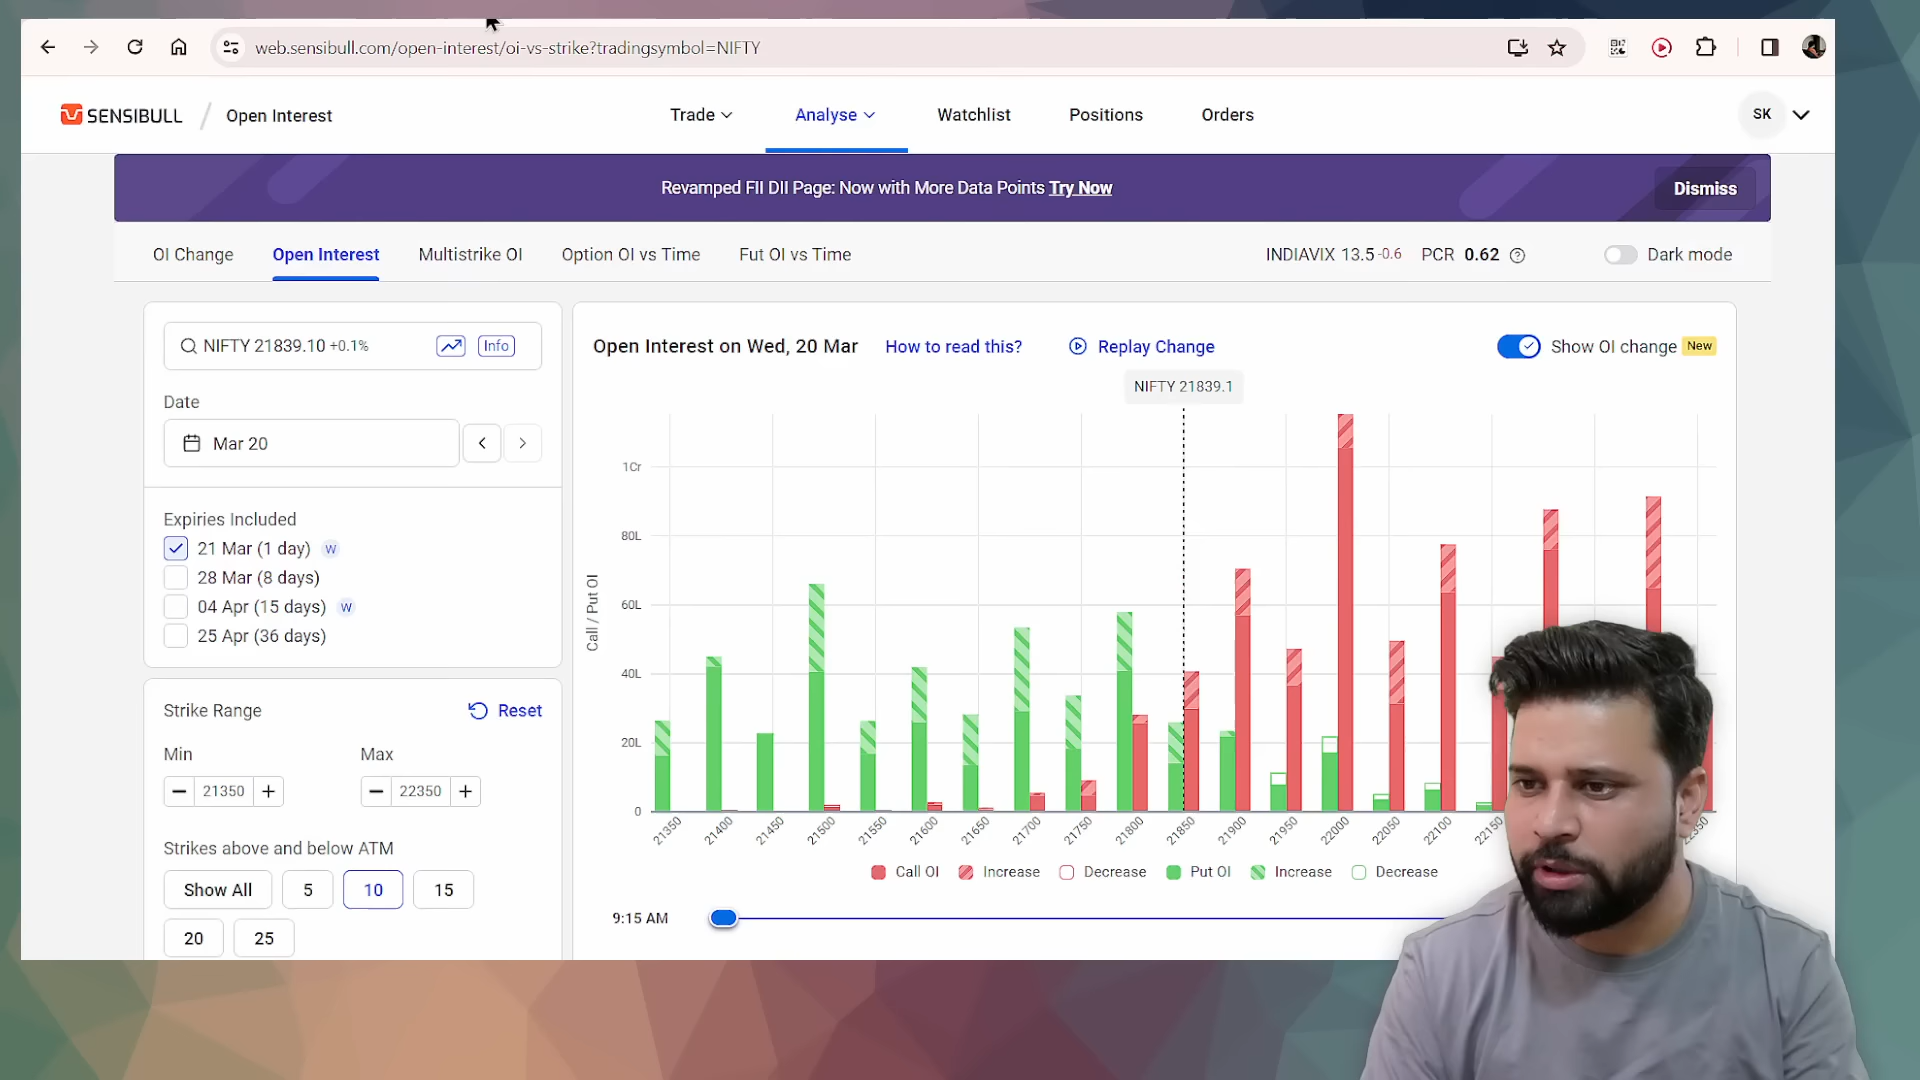 web.sensibull.com/open-interest/oi-vs-strike?tradingsymbol=NIFTY
SENSIBULL / Open Interest
Trade
Analyse
Watchlist
Positions
Orders
SK
Revamped FII DII Page: Now with More Data Points Try Now
Dismiss
OI Change
Open Interest
Multistrike OI
Option OI vs Time
Fut OI vs Time
INDIAVIX 13.5 -0.6
PCR 0.62
Dark mode
NIFTY 21839.10 +0.1%
Info
Date
Mar 20
Expiries Included
21 Mar (1 day) W
28 Mar (8 days)
04 Apr (15 days) W
25 Apr (36 days)
Strike Range
Reset
Min
Max
21350
22350
Strikes above and below ATM
Show All
5
10
15
20
25
Open Interest on Wed, 20 Mar
How to read this?
Replay Change
Show OI change New
NIFTY 21839.1
Call / Put OI
1Cr
80L
60L
40L
20L
0
21350
21400
21450
21500
21550
21600
21650
21700
21750
21800
21850
21900
21950
22000
22050
22100
22150
Call OI
Increase
Decrease
Put OI
Increase
Decrease
9:15 AM